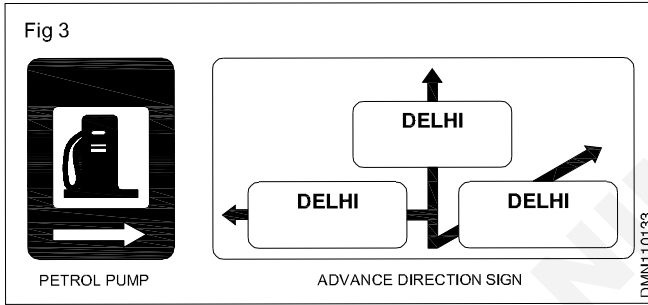 Fig 3
DELHI
DELHI
DELHI
PETROL PUMP
ADVANCE DIRECTION SIGN
DMN110133